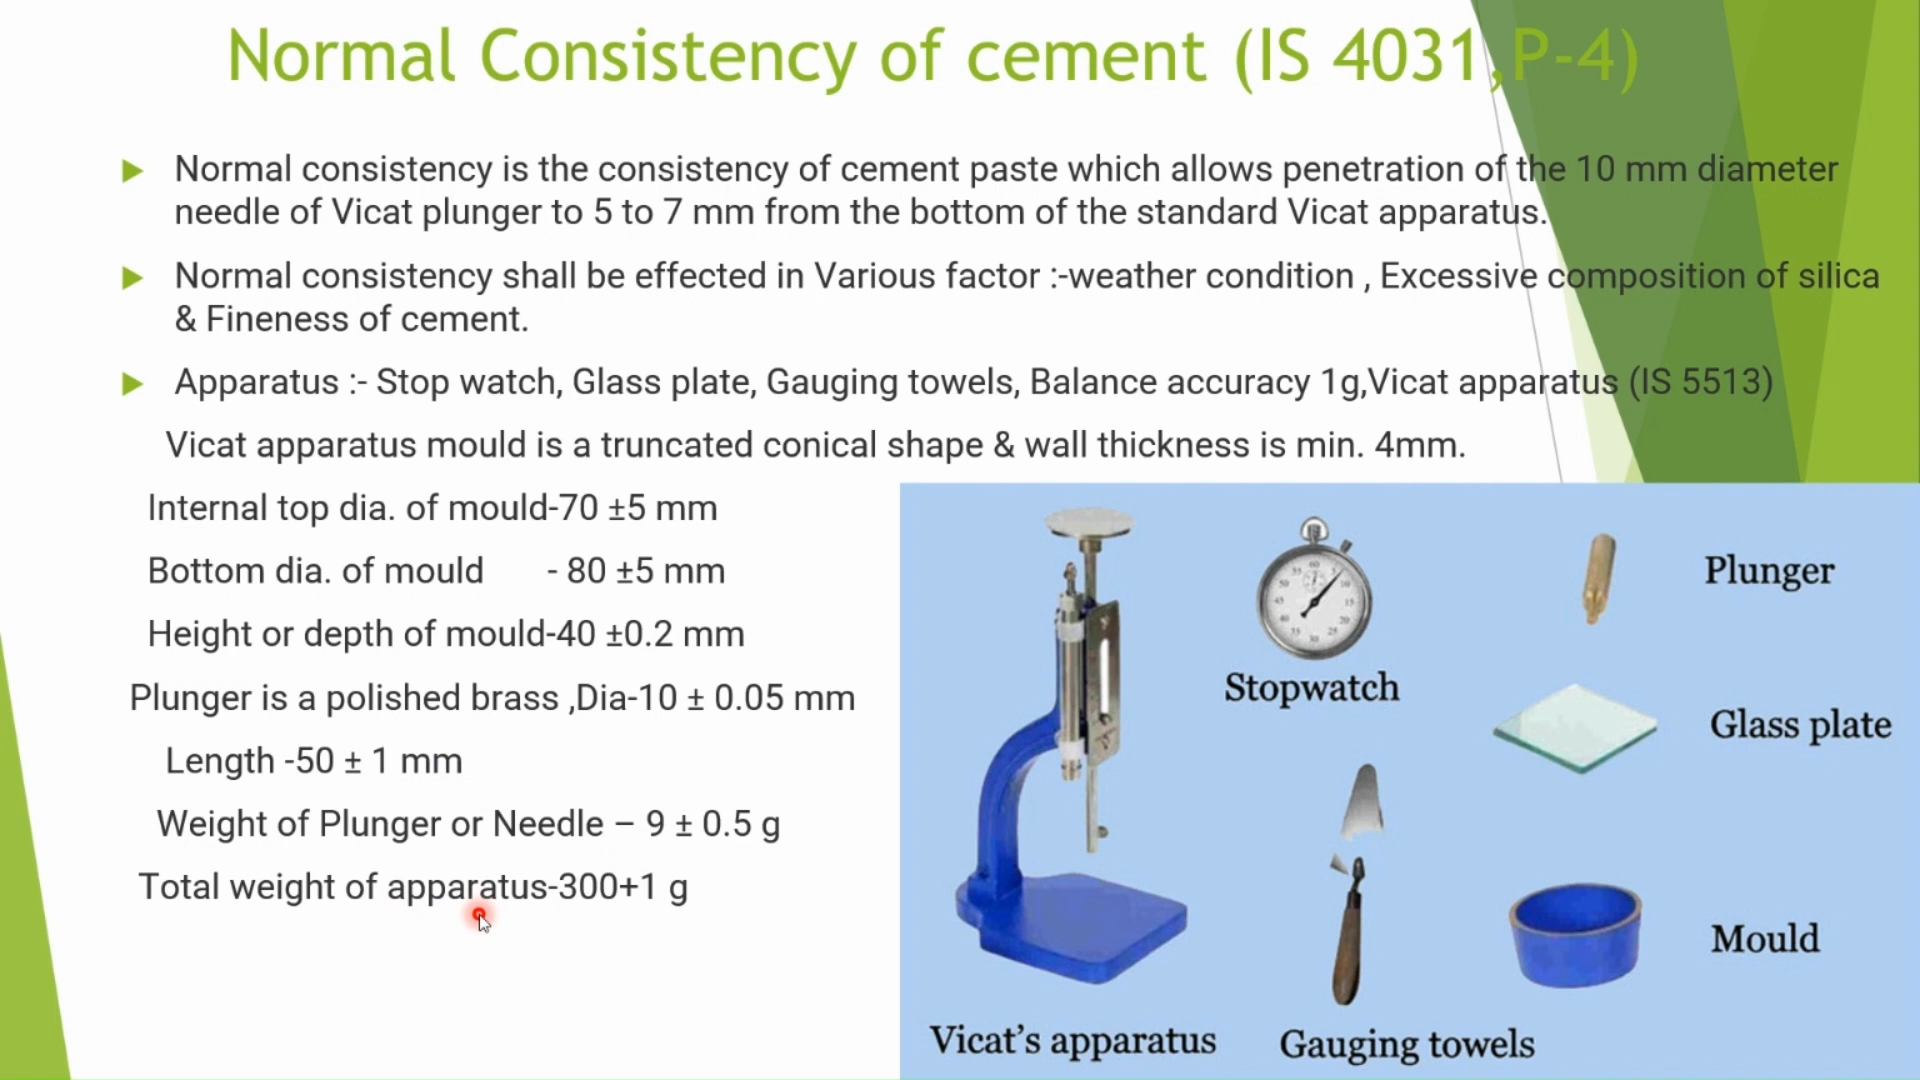 Normal Consistency of cement (IS 4031,P-4)
Normal consistency is the consistency of cement paste which allows penetration of the 10 mm diameter
needle of Vicat plunger to 5 to 7 mm from the bottom of the standard Vicat apparatus.
Normal consistency shall be effected in Various factor :-weather condition , Excessive composition of silica
& Fineness of cement.
Apparatus :- Stop watch, Glass plate, Gauging towels, Balance accuracy 1g,Vicat apparatus (IS 5513)
Vicat apparatus mould is a truncated conical shape & wall thickness is min. 4mm.
Internal top dia. of mould-70 ±5 mm
Bottom dia. of mould - 80 ±5 mm
Height or depth of mould-40 ±0.2 mm
Plunger is a polished brass ,Dia-10 ± 0.05 mm
Length -50 ± 1 mm
Weight of Plunger or Needle – 9 ± 0.5 g
Total weight of apparatus-300+1 g
Plunger
Stopwatch
Glass plate
Mould
Vicat’s apparatus
Gauging towels